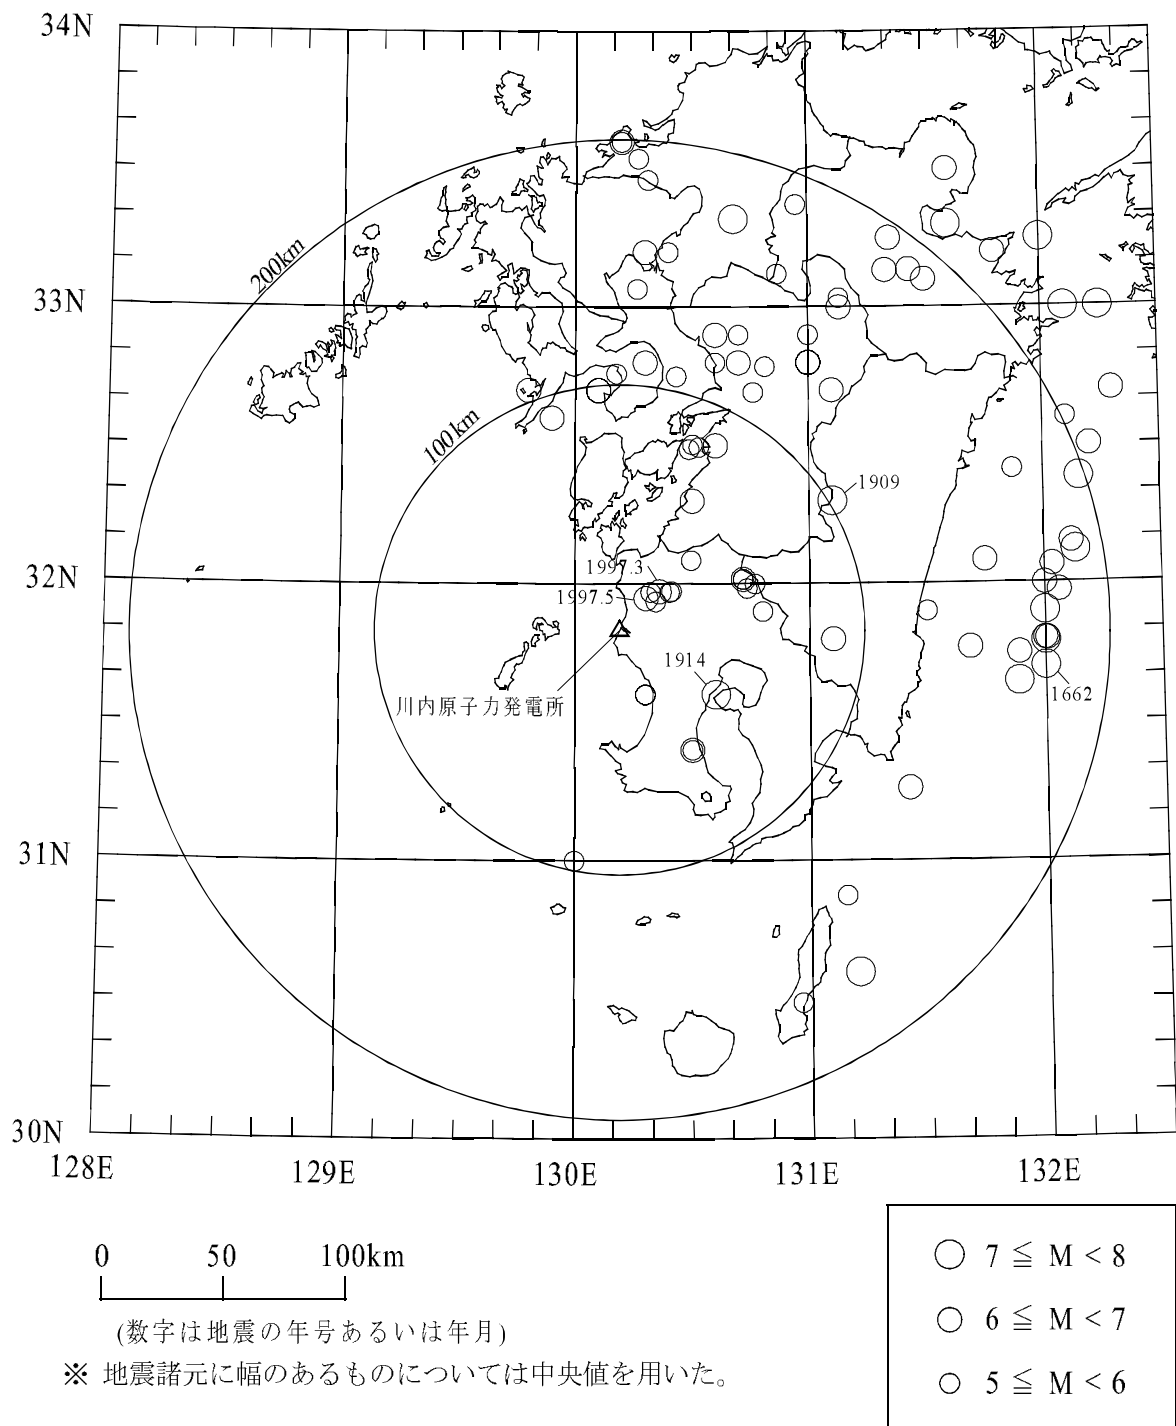 34N
200km
33N
100km
1909
32N
1997.3
1997.5
1914
川内原子力発電所
1662
31N
30N
128E
129E
130E
131E
132E
0 50 100km
(数字は地震の年号あるいは年月)
※ 地震諸元に幅のあるものについては中央値を用いた。
7 ≦ M < 8
6 ≦ M < 7
5 ≦ M < 6